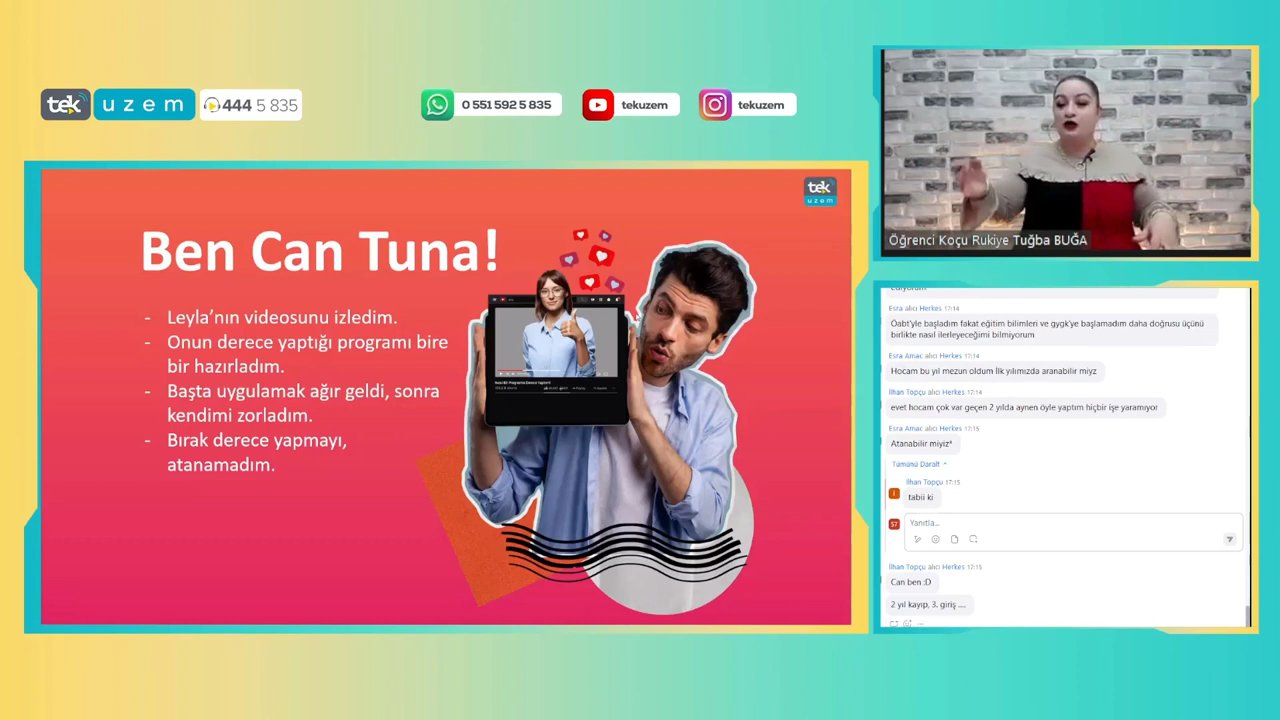 tek uzem 444 5 835
0 551 592 5 835
tekuzem
tekuzem
tek
uzem
Ben Can Tuna!
- Leyla'nın videosunu izledim.
- Onun derece yaptığı programı bire
bir hazırladım.
- Başta uygulamak ağır geldi, sonra
kendimi zorladım.
- Bırak derece yapmayı,
atanamadım.
Öğrenci Koçu Rukiye Tuğba BUĞA
Esra alıcı Herkes 17:14
Öabt'yle başladım fakat eğitim bilimleri ve gygk'ye başlamadım daha doğrusu üçünü
birlikte nasıl ilerleyeceğimi bilmiyorum
Esra Amac alıcı Herkes 17:14
Hocam bu yıl mezun oldum İlk yılımızda aranabilir miyz
İlhan Topçu alıcı Herkes 17:14
evet hocam çok var geçen 2 yılda aynen öyle yaptım hiçbir işe yaramıyor
Esra Amac alıcı Herkes 17:15
Atanabilir miyiz*
Tümünü Daralt
İlhan Topçu 17:15
tabii ki
Yanıtla...
İlhan Topçu alıcı Herkes 17:15
Can ben :D
2 yıl kayıp, 3. giriş ....